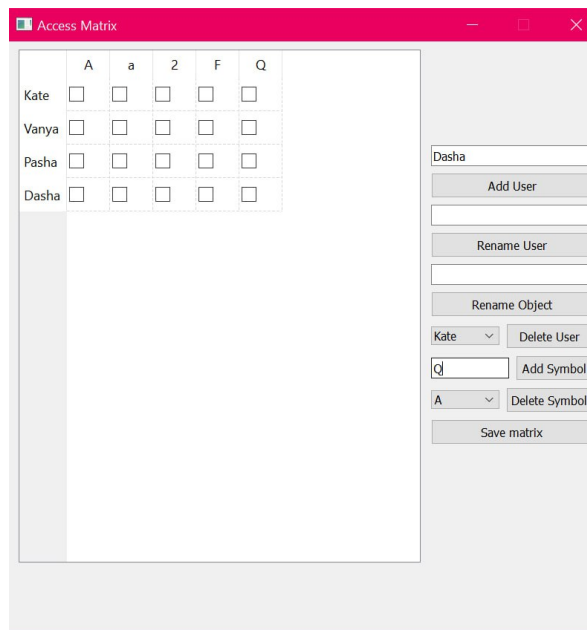 Access Matrix
A a 2 F Q
Kate
Vanya
Pasha
Dasha
Dasha
Add User
Rename User
Rename Object
Kate Delete User
Q Add Symbol
A Delete Symbol
Save matrix